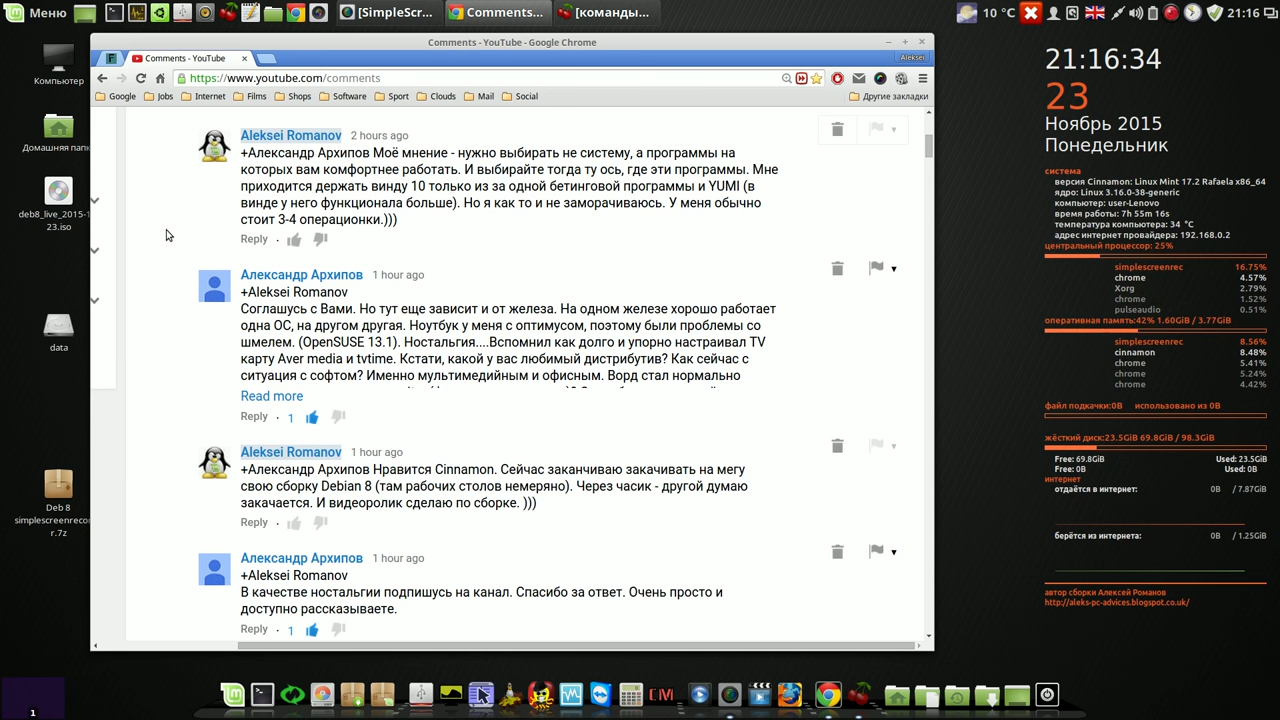 Меню
[SimpleScr...
Comments...
[команды...
10 °C
21:16
Компьютер
Домашняя папк
deb8_live_2015-1
23.iso
data
Deb 8
simplescreenreco
r.7z
Comments - YouTube - Google Chrome
Comments - YouTube
Aleksei
https://www.youtube.com/comments
Google
Jobs
Internet
Films
Shops
Software
Sport
Clouds
Mail
Social
Другие закладки
Aleksei Romanov 2 hours ago
+Александр Архипов Моё мнение - нужно выбирать не систему, а программы на
которых вам комфортнее работать. И выбирайте тогда ту ось, где эти программы. Мне
приходится держать винду 10 только из за одной бетинговой программы и YUMI (в
винде у него функционала больше). Но я как то и не заморачиваюсь. У меня обычно
стоит 3-4 операционки.)))
Reply
Александр Архипов 1 hour ago
+Aleksei Romanov
Соглашусь с Вами. Но тут еще зависит и от железа. На одном железе хорошо работает
одна ОС, на другом другая. Ноутбук у меня с оптимусом, поэтому были проблемы со
шмелем. (OpenSUSE 13.1). Ностальгия....Вспомнил как долго и упорно настраивал TV
карту Aver media и tvtime. Кстати, какой у вас любимый дистрибутив? Как сейчас с
ситуация с софтом? Именно мультимедийным и офисным. Ворд стал нормально
Read more
Reply · 1
Aleksei Romanov 1 hour ago
+Александр Архипов Нравится Cinnamon. Сейчас заканчиваю закачивать на мегу
свою сборку Debian 8 (там рабочих столов немеряно). Через часик - другой думаю
закачается. И видеоролик сделаю по сборке. )))
Reply
Александр Архипов 1 hour ago
+Aleksei Romanov
В качестве ностальгии подпишусь на канал. Спасибо за ответ. Очень просто и
доступно рассказываете.
Reply · 1
21:16:34
23
Ноябрь 2015
Понедельник
система
версия Cinnamon: Linux Mint 17.2 Rafaela x86_64
ядро: Linux 3.16.0-38-generic
компьютер: user-Lenovo
время работы: 7h 55m 16s
температура компьютера: 34 °C
адрес интернет провайдера: 192.168.0.2
центральный процессор: 25%
simplescreenrec 16.75%
chrome 4.57%
Xorg 2.79%
chrome 1.52%
pulseaudio 0.51%
оперативная память:42% 1.60GiB / 3.77GiB
simplescreenrec 8.56%
cinnamon 8.48%
chrome 5.41%
chrome 5.24%
chrome 4.42%
файл подкачки:0B использовано из 0B
жёсткий диск:23.5GiB 69.8GiB / 98.3GiB
Free: 69.8GiB Used: 23.5GiB
Free: 0B Used: 0B
интернет
отдаётся в интернет: 0B / 7.87GiB
берётся из интернета: 0B / 1.25GiB
автор сборки Алексей Романов
http://aleks-pc-advices.blogspot.co.uk/
CM
1